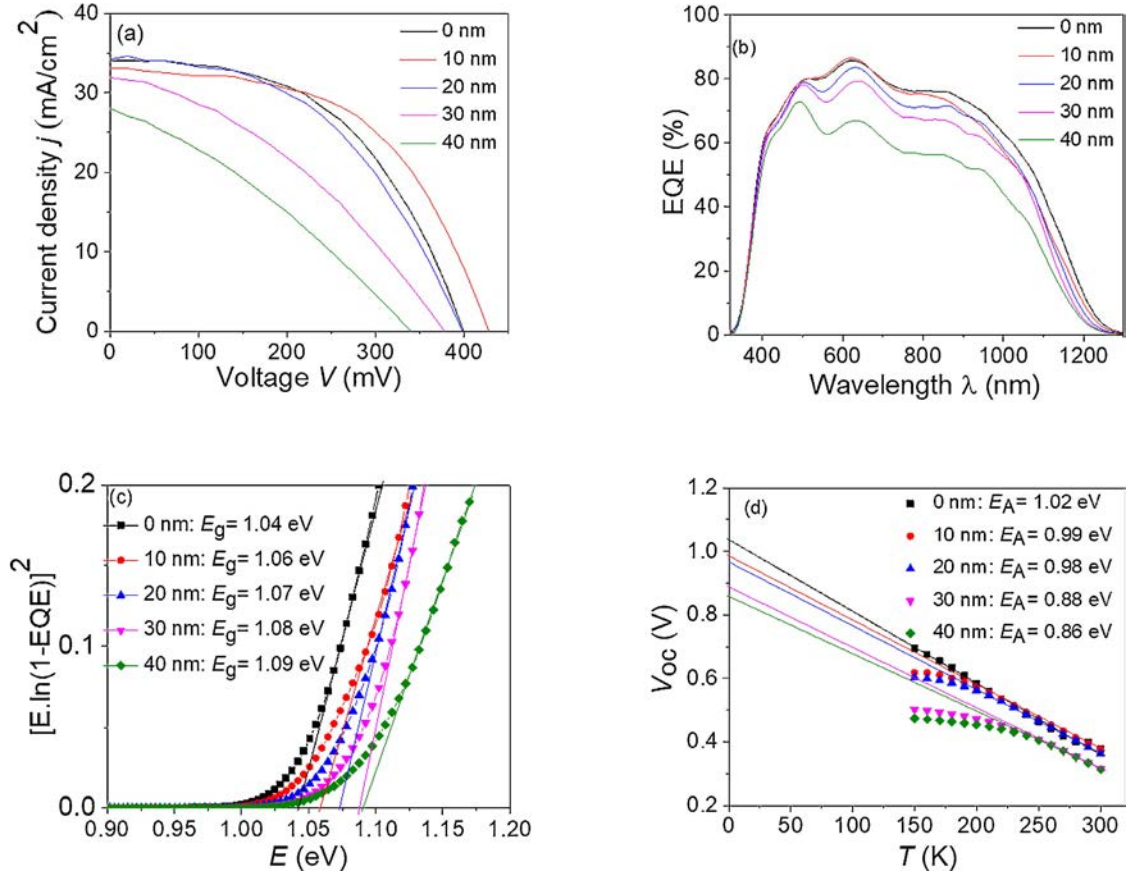 (a)
0 nm
10 nm
20 nm
30 nm
40 nm
40
30
20
10
0
0 100 200 300 400
Current density j (mA/cm²)
Voltage V (mV)
(b)
0 nm
10 nm
20 nm
30 nm
40 nm
100
80
60
40
20
0
400 600 800 1000 1200
EQE (%)
Wavelength λ (nm)
(c)
0 nm: Eg= 1.04 eV
10 nm: Eg= 1.06 eV
20 nm: Eg= 1.07 eV
30 nm: Eg= 1.08 eV
40 nm: Eg= 1.09 eV
0.2
0.1
0.0
0.90 0.95 1.00 1.05 1.10 1.15 1.20
[E.ln(1-EQE)]²
E (eV)
(d)
0 nm: EA= 1.02 eV
10 nm: EA= 0.99 eV
20 nm: EA= 0.98 eV
30 nm: EA= 0.88 eV
40 nm: EA= 0.86 eV
1.2
1.0
0.8
0.6
0.4
0.2
0 50 100 150 200 250 300
Voc (V)
T (K)